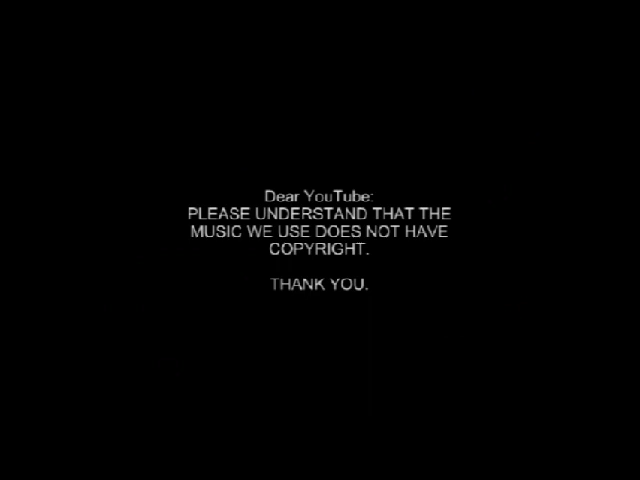 Dear YouTube:
PLEASE UNDERSTAND THAT THE
MUSIC WE USE DOES NOT HAVE
COPYRIGHT.
THANK YOU.